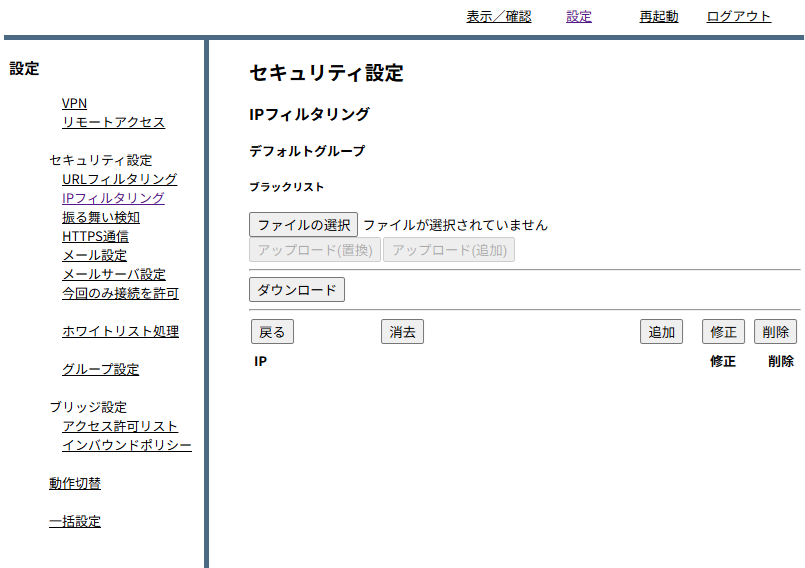 表示／確認 設定 再起動 ログアウト
設定
VPN
リモートアクセス
セキュリティ設定
URLフィルタリング
IPフィルタリング
振る舞い検知
HTTPS通信
メール設定
メールサーバ設定
今回のみ接続を許可
ホワイトリスト処理
グループ設定
ブリッジ設定
アクセス許可リスト
インバウンドポリシー
動作切替
一括設定
セキュリティ設定
IPフィルタリング
デフォルトグループ
ブラックリスト
ファイルの選択 ファイルが選択されていません
アップロード(置換) アップロード(追加)
ダウンロード
戻る 消去 追加 修正 削除
IP 修正 削除